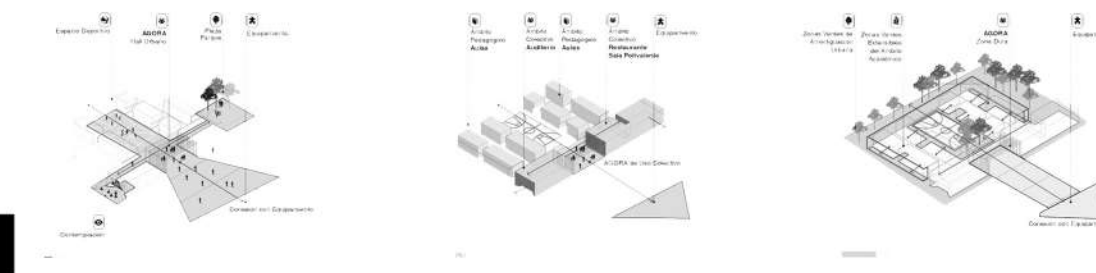 Espacio Deportivo
AGORA
Hall Urbano
Plaza
Parque
Equipamiento
Conexión con Equipamiento
Contemplación
Ámbito
Pedagógico
Aulas
Ámbito
Colectivo
Auditorio
Ámbito
Pedagógico
Aulas
Ámbito
Colectivo
Restaurante
Sala Polivalente
Equipamiento
AGORA de Uso Colectivo
Zonas Verdes de
Amortiguación
Urbana
Zonas Verdes
del Ámbito
Académico
AGORA
Zona Dura
Conexión con Equipam